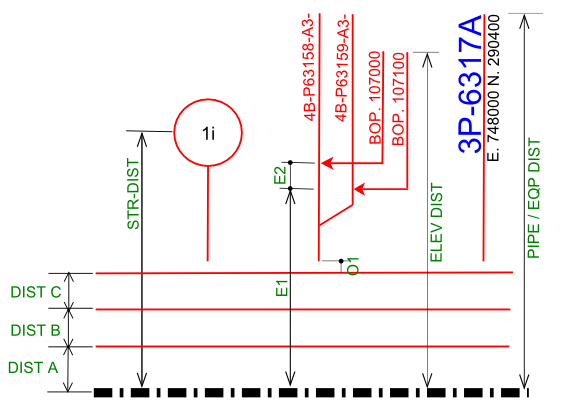 4B-P63158-A3-
4B-P63159-A3-
BOP. 107000
BOP. 107100
3P-6317A
E. 748000 N. 290400
1i
STR-DIST
E2
ELEV DIST
PIPE / EQP DIST
O1
E1
DIST C
DIST B
DIST A